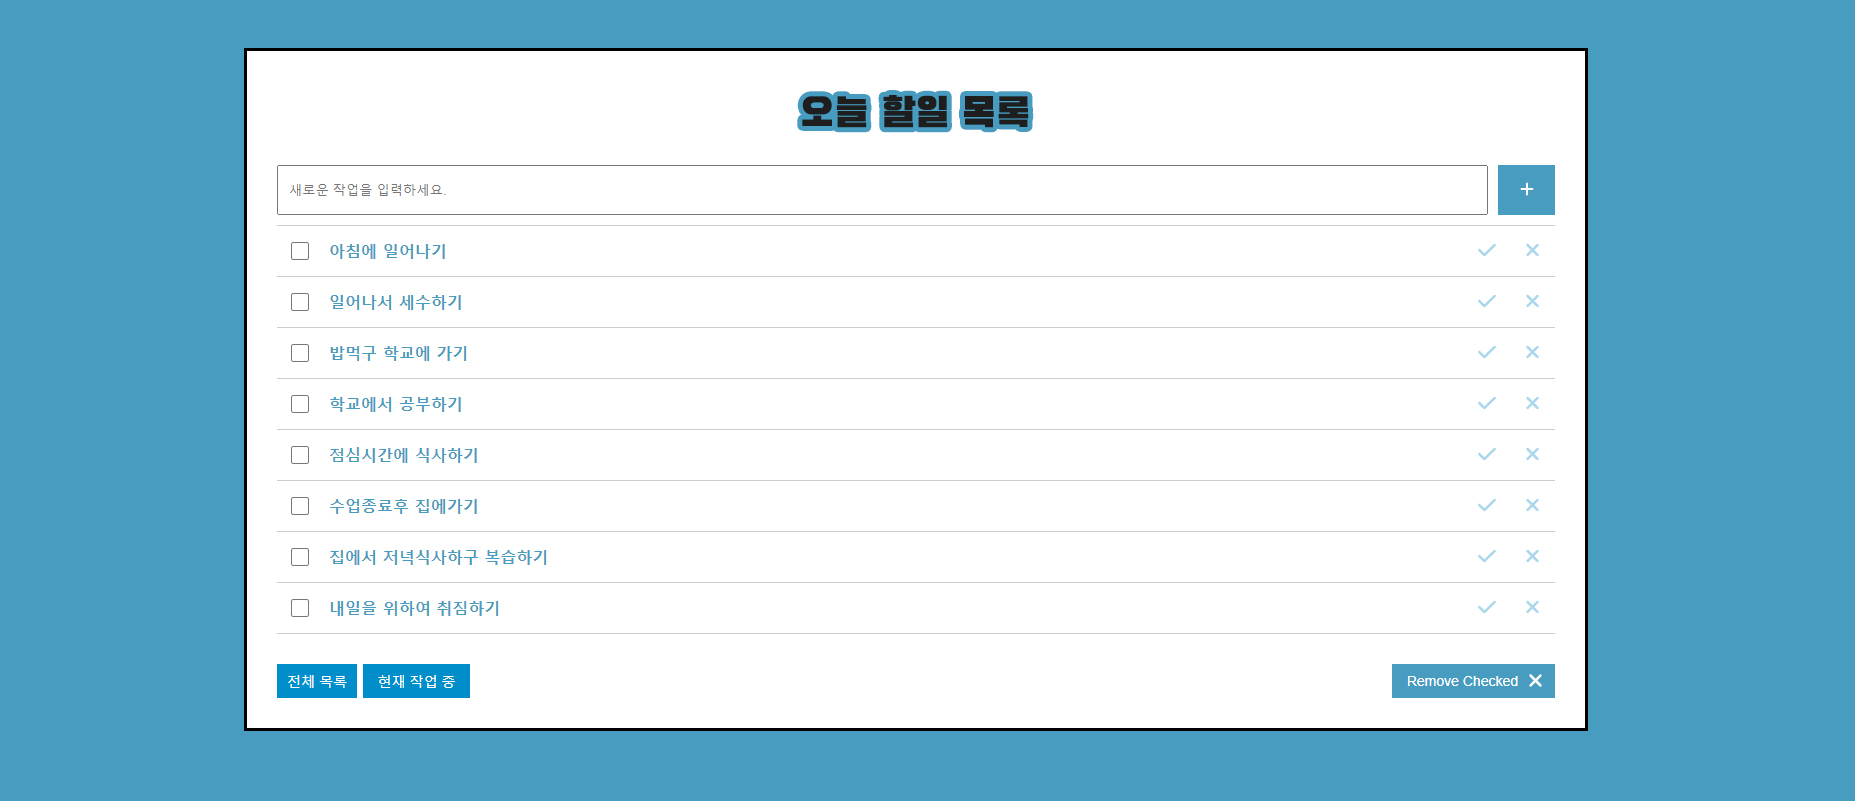 오늘 할일 목록
새로운 작업을 입력하세요.
+
아침에 일어나기
일어나서 세수하기
밥먹구 학교에 가기
학교에서 공부하기
점심시간에 식사하기
수업종료후 집에가기
집에서 저녁식사하구 복습하기
내일을 위하여 취짐하기
전체 목록 현재 작업 중 Remove Checked